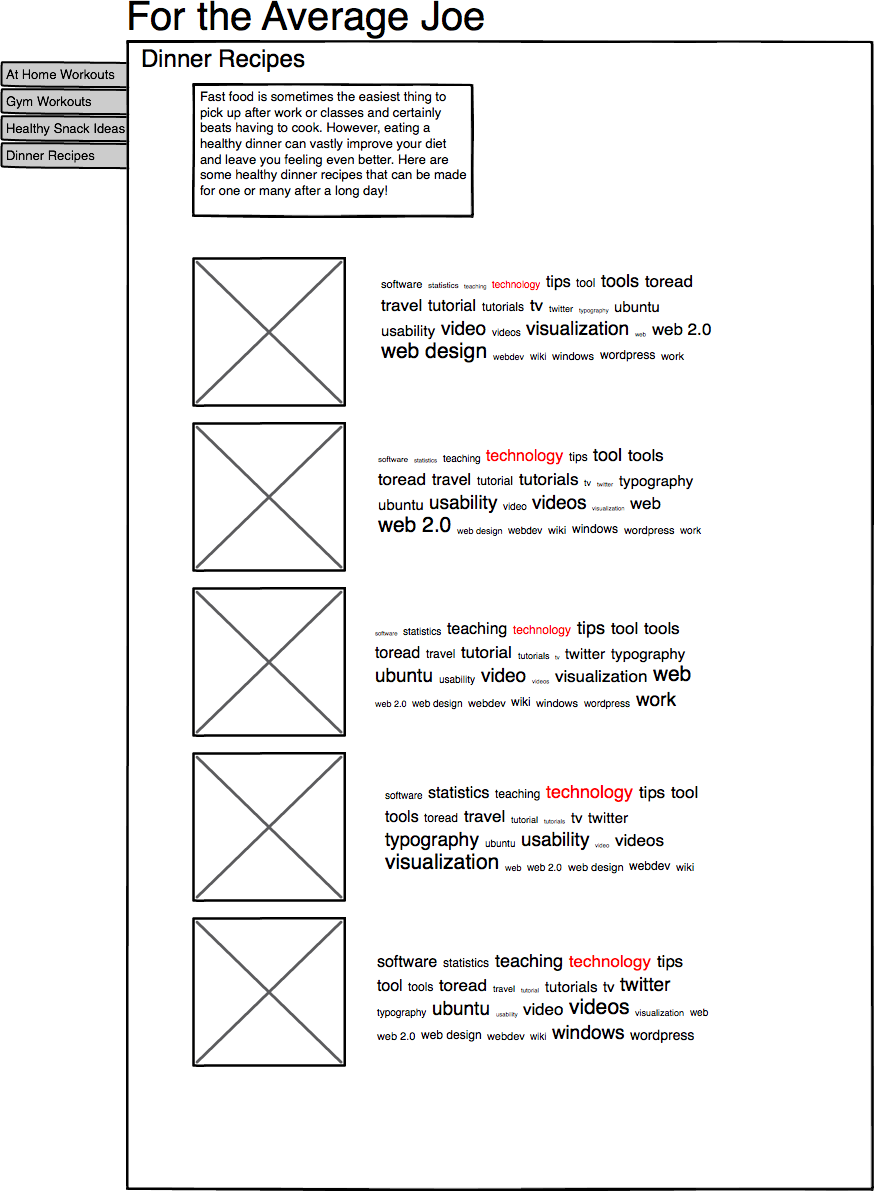 For the Average Joe
Dinner Recipes
At Home Workouts
Gym Workouts
Healthy Snack Ideas
Dinner Recipes
Fast food is sometimes the easiest thing to
pick up after work or classes and certainly
beats having to cook. However, eating a
healthy dinner can vastly improve your diet
and leave you feeling even better. Here are
some healthy dinner recipes that can be made
for one or many after a long day!
software statistics teaching technology tips tool tools toread
travel tutorial tutorials tv twitter typography ubuntu
usability video videos visualization web web 2.0
web design webdev wiki windows wordpress work
software statistics teaching technology tips tool tools
toread travel tutorial tutorials tv twitter typography
ubuntu usability video videos visualization web
web 2.0 web design webdev wiki windows wordpress work
software statistics teaching technology tips tool tools
toread travel tutorial tutorials tv twitter typography
ubuntu usability video videos visualization web
web 2.0 web design webdev wiki windows wordpress work
software statistics teaching technology tips tool
tools toread travel tutorial tutorials tv twitter
typography ubuntu usability video videos
visualization web web 2.0 web design webdev wiki
software statistics teaching technology tips
tool tools toread travel tutorial tutorials tv twitter
typography ubuntu usability video videos visualization web
web 2.0 web design webdev wiki windows wordpress